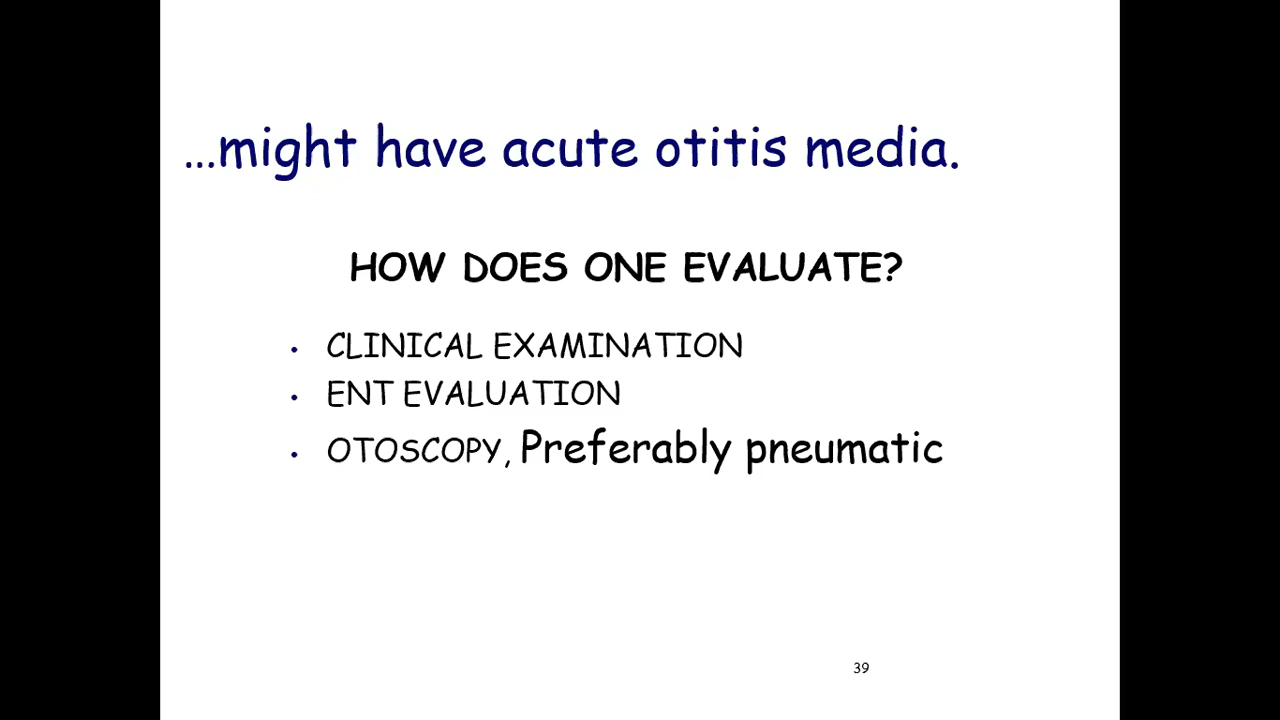 ...might have acute otitis media.
HOW DOES ONE EVALUATE?
• CLINICAL EXAMINATION
• ENT EVALUATION
• OTOSCOPY, Preferably pneumatic
39